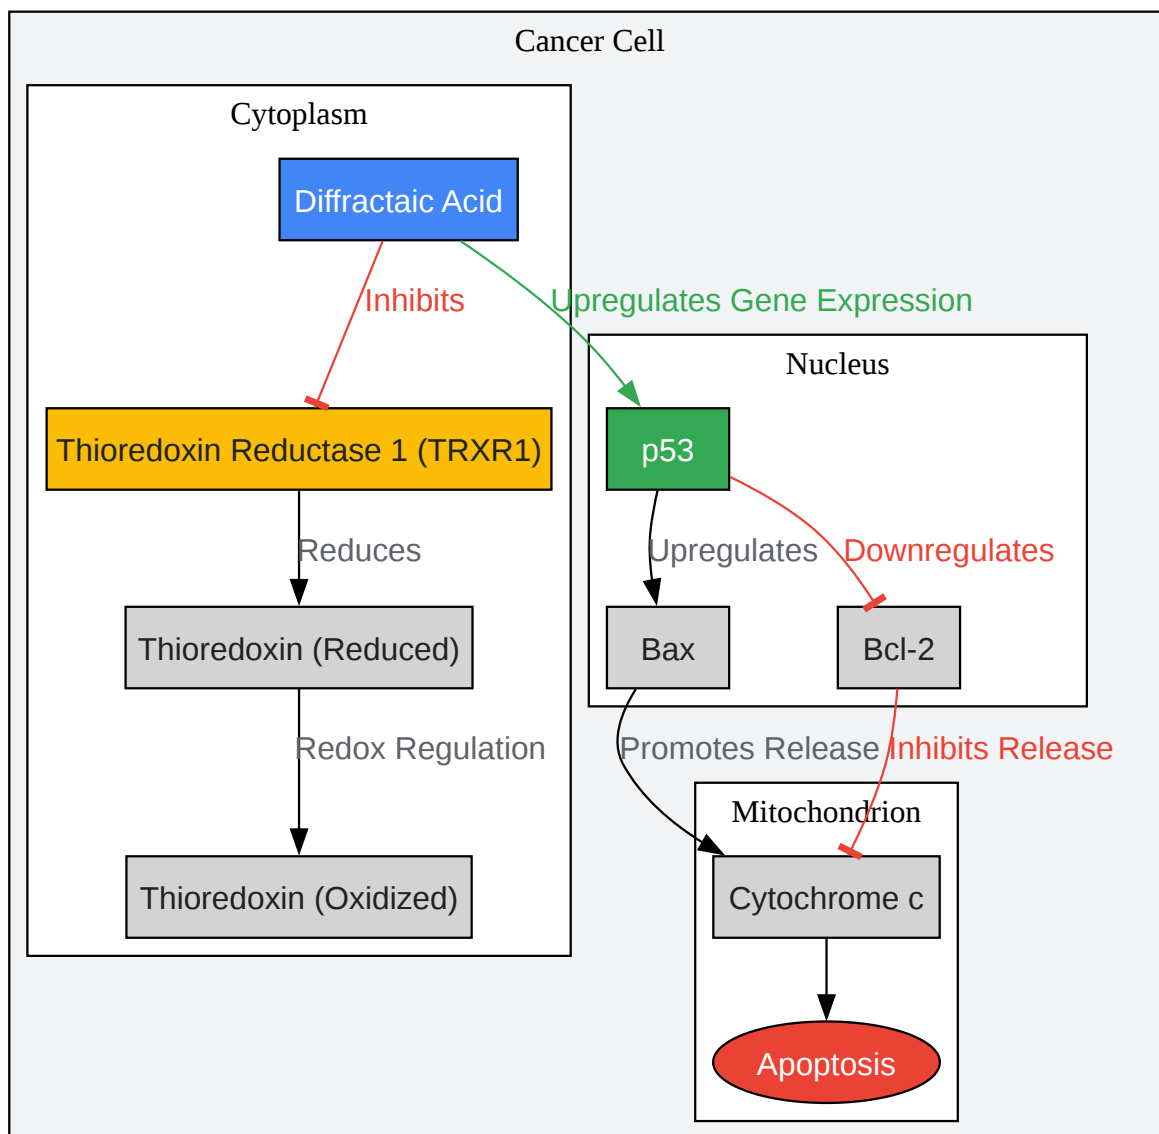 Cancer Cell
Cytoplasm
Diffractaic Acid
Inhibits
Upregulates Gene Expression
Nucleus
Thioredoxin Reductase 1 (TRXR1)
p53
Reduces
Upregulates
Downregulates
Thioredoxin (Reduced)
Bax
Bcl-2
Redox Regulation
Promotes Release
Inhibits Release
Mitochondrion
Thioredoxin (Oxidized)
Cytochrome c
Apoptosis